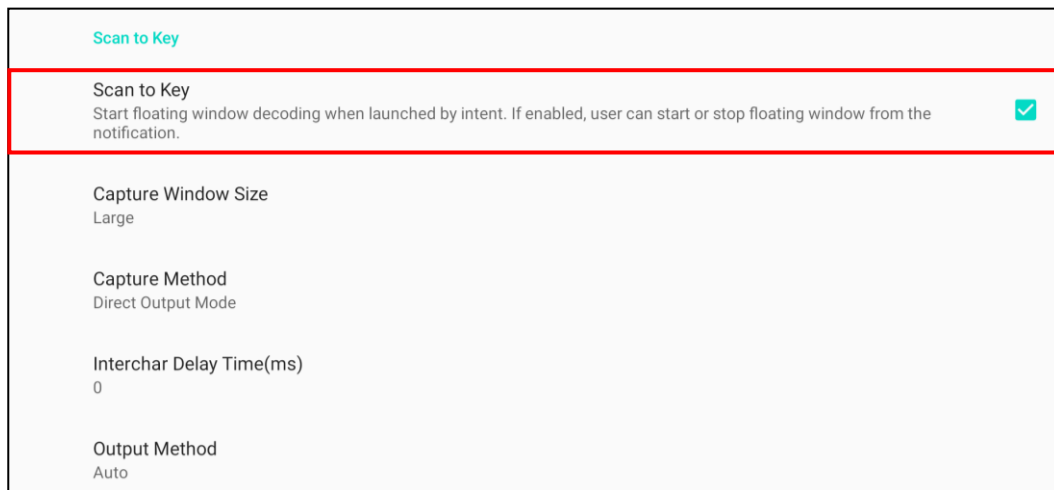 Scan to Key
Scan to Key
Start floating window decoding when launched by intent. If enabled, user can start or stop floating window from the
notification.
Capture Window Size
Large
Capture Method
Direct Output Mode
Interchar Delay Time(ms)
0
Output Method
Auto